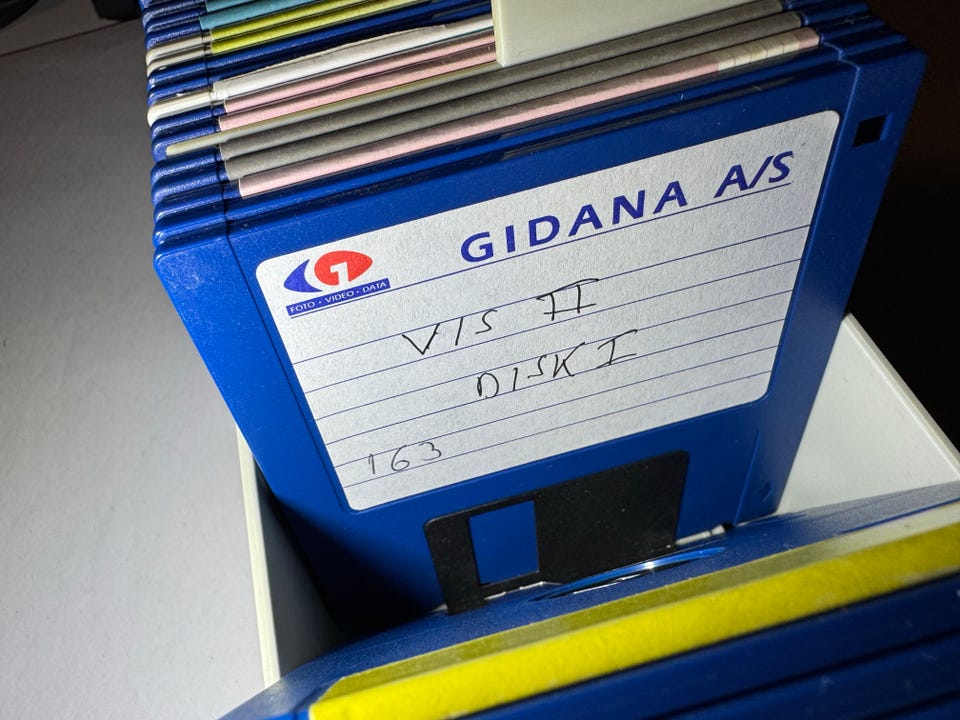 GIDANA A/S
G
FOTO · VIDEO · DATA
VIS II
DISK I
163